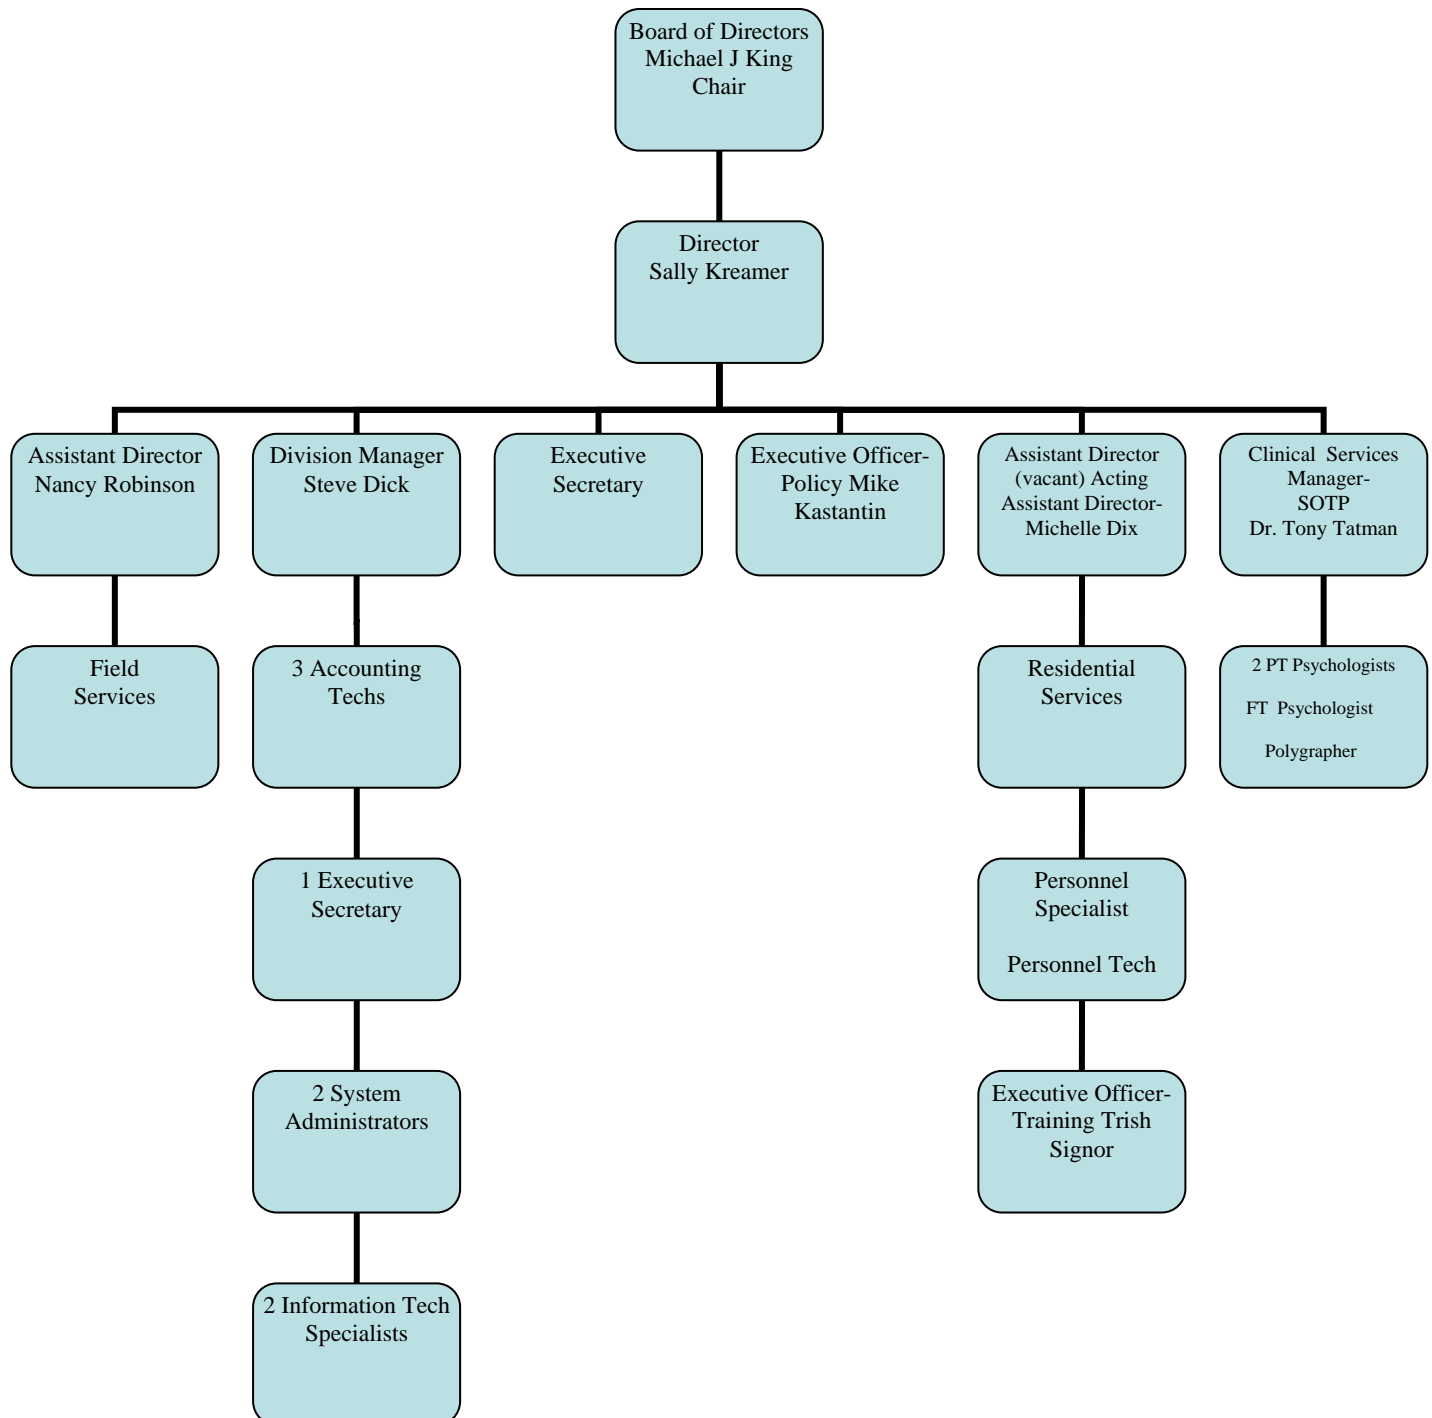 Board of Directors
Michael J King
Chair
Director
Sally Kreamer
Assistant Director
Nancy Robinson
Division Manager
Steve Dick
Executive
Secretary
Executive Officer-
Policy Mike
Kastantin
Assistant Director
(vacant) Acting
Assistant Director-
Michelle Dix
Clinical Services
Manager-
SOTP
Dr. Tony Tatman
Field
Services
3 Accounting
Techs
Residential
Services
2 PT Psychologists
FT Psychologist
Polygrapher
1 Executive
Secretary
Personnel
Specialist
Personnel Tech
2 System
Administrators
Executive Officer-
Training Trish
Signor
2 Information Tech
Specialists